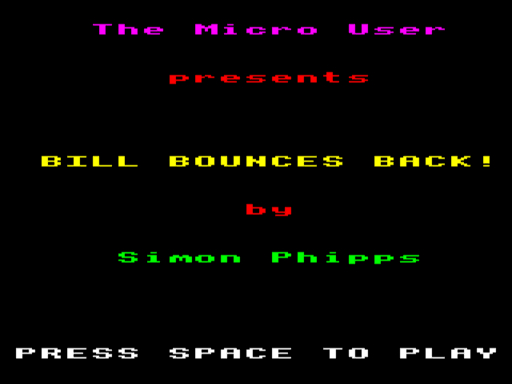 The Micro User
presents
BILL BOUNCES BACK!
by
Simon Phipps
PRESS SPACE TO PLAY